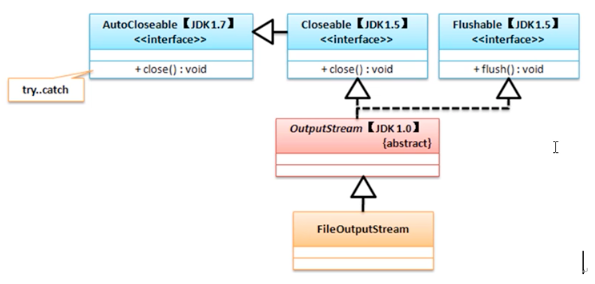 AutoCloseable【JDK1.7】
<<interface>>
+ close() : void
Closeable【JDK1.5】
<<interface>>
+ close() : void
Flushable【JDK1.5】
<<interface>>
+ flush() : void
try..catch
OutputStream【JDK 1.0】
{abstract}
FileOutputStream